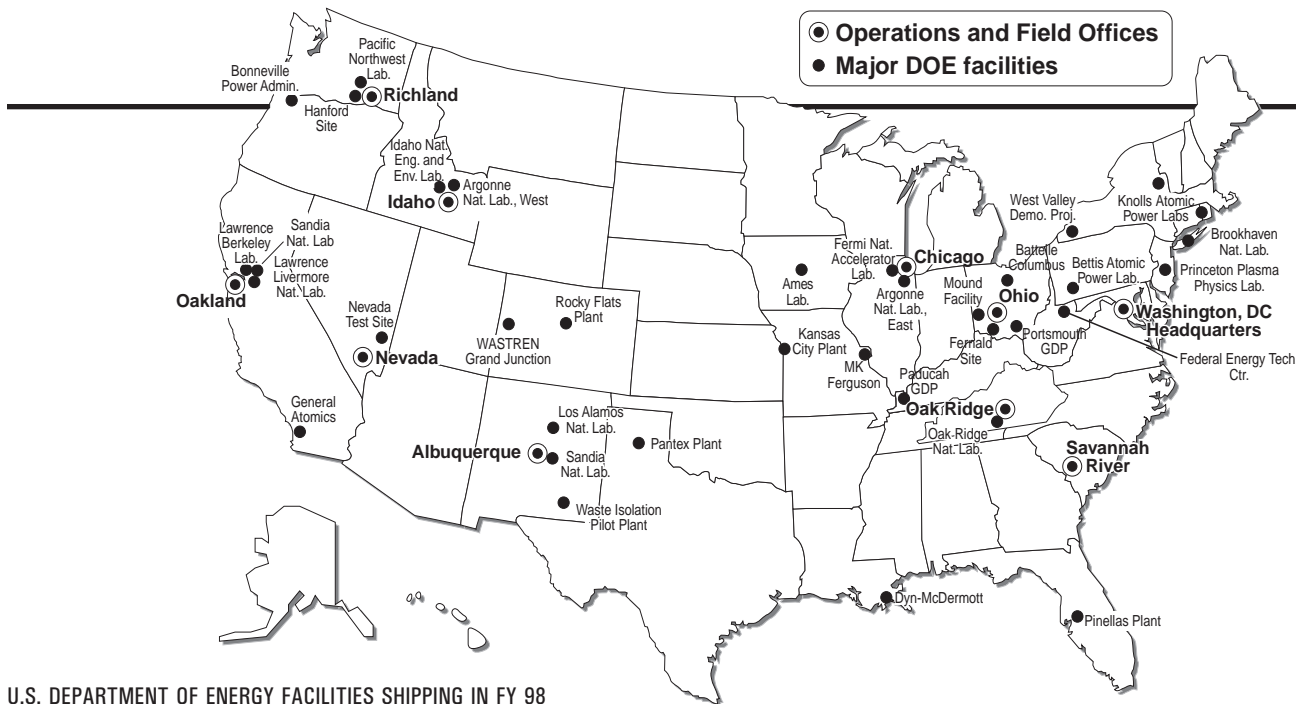 Operations and Field Offices
Major DOE facilities
Pacific
Northwest
Lab.
Bonneville
Power Admin.
Richland
Hanford
Site
Idaho Nat.
Eng. and
Env. Lab.
Argonne
Nat. Lab., West
Idaho
Lawrence
Berkeley
Lab.
Sandia
Nat. Lab
Lawrence
Livermore
Nat. Lab.
Oakland
Nevada
Test Site
Nevada
General
Atomics
Rocky Flats
Plant
WASTREN
Grand Junction
Los Alamos
Nat. Lab.
Albuquerque
Sandia
Nat. Lab.
Pantex Plant
Waste Isolation
Pilot Plant
Ames
Lab.
Kansas
City Plant
MK
Ferguson
Fermi Nat.
Accelerator
Lab.
Chicago
Argonne
Nat. Lab.,
East
Mound
Facility
Battelle
Columbus
Ohio
Fernald
Site
Portsmouth
GDP
Paducah
GDP
Oak Ridge
Oak Ridge
Nat. Lab.
West Valley
Demo. Proj.
Knolls Atomic
Power Labs
Brookhaven
Nat. Lab.
Bettis Atomic
Power Lab.
Princeton Plasma
Physics Lab.
Washington, DC
Headquarters
Federal Energy Tech
Ctr.
Savannah
River
Dyn-McDermott
Pinellas Plant
U.S. DEPARTMENT OF ENERGY FACILITIES SHIPPING IN FY 98